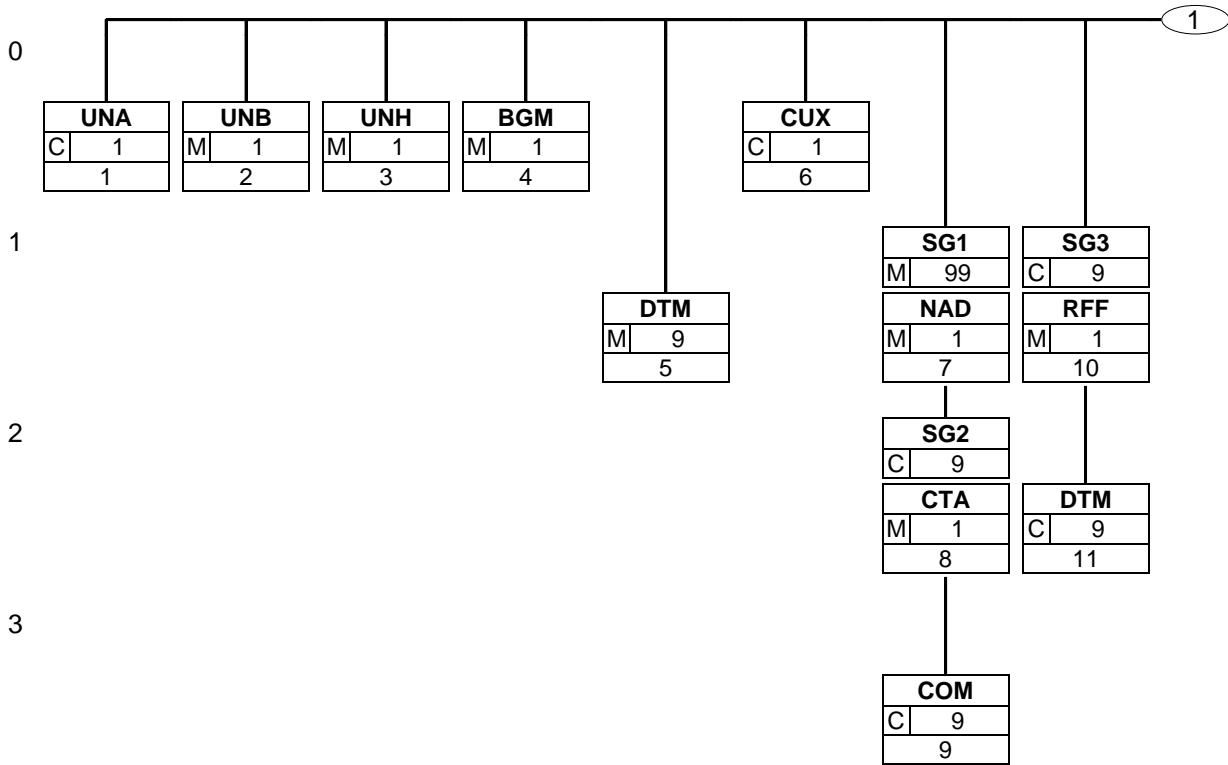 1
0
UNA UNB UNH BGM CUX
C 1 M 1 M 1 M 1 C 1
1 2 3 4 6
1
SG1 SG3
M 99 C 9
DTM NAD RFF
M 9 M 1 M 1
5 7 10
2
SG2
C 9
CTA DTM
M 1 C 9
8 11
3
COM
C 9
9